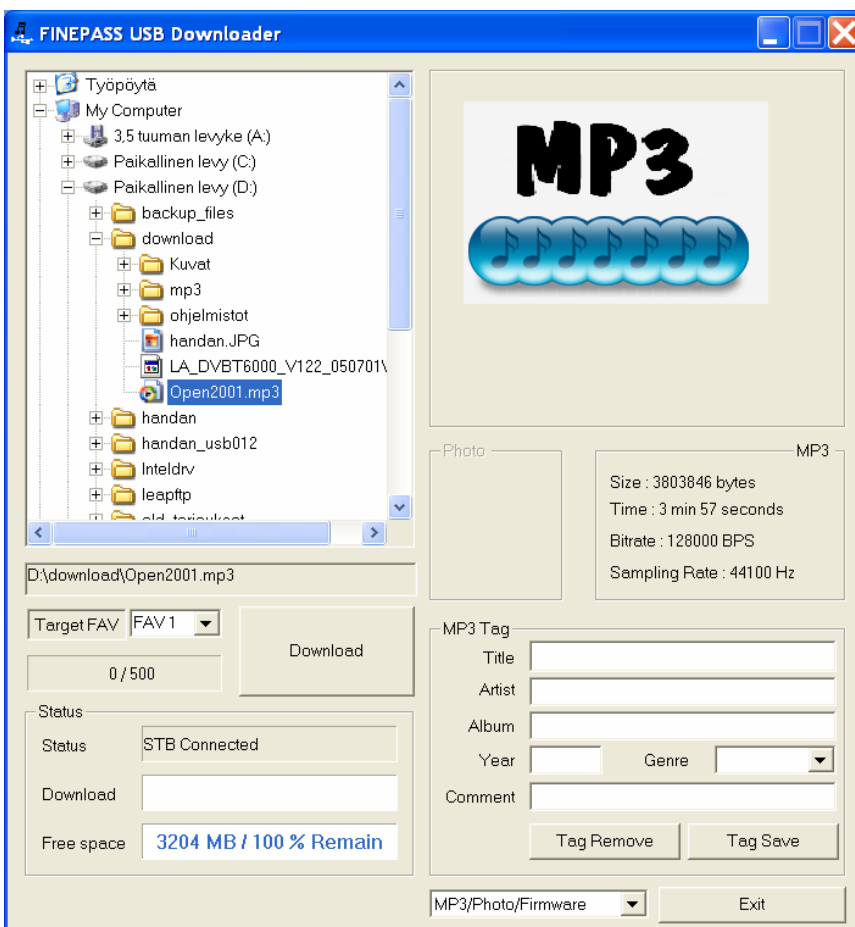 FINEPASS USB Downloader
Työpöytä
My Computer
3,5 tuuman levyke (A:)
Paikallinen levy (C:)
Paikallinen levy (D:)
backup_files
download
Kuvat
mp3
ohjelmistot
handan.JPG
LA_DVBT6000_V122_050701\
Open2001.mp3
handan
handan_usb012
Inteldrv
leapftp
D:\download\Open2001.mp3
Target FAV FAV 1
Download
0 / 500
Status
Status STB Connected
Download
Free space 3204 MB / 100 % Remain
MP3
Photo
MP3
Size : 3803846 bytes
Time : 3 min 57 seconds
Bitrate : 128000 BPS
Sampling Rate : 44100 Hz
MP3 Tag
Title
Artist
Album
Year Genre
Comment
Tag Remove Tag Save
MP3/Photo/Firmware Exit